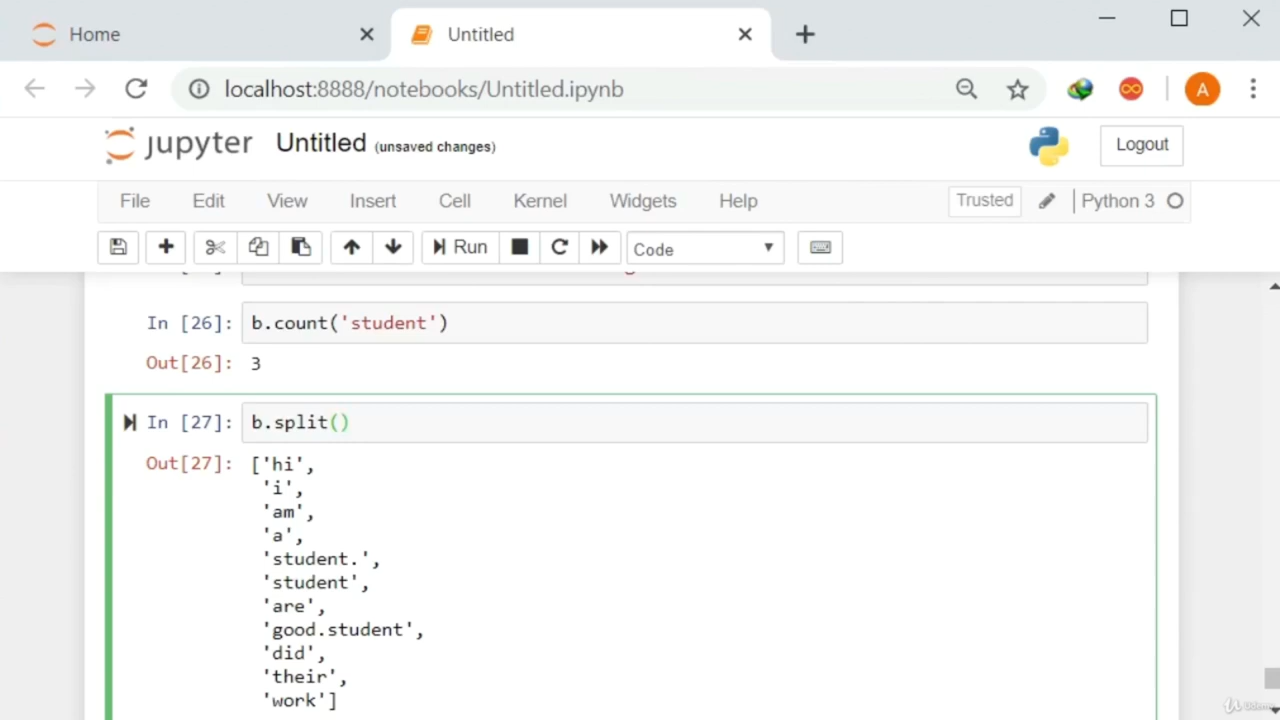 Home
Untitled
localhost:8888/notebooks/Untitled.ipynb
A
jupyter Untitled (unsaved changes)
Logout
File Edit View Insert Cell Kernel Widgets Help
Trusted Python 3
Run Code
In [26]: b.count('student')
Out[26]: 3
In [27]: b.split()
Out[27]: ['hi',
'i',
'am',
'a',
'student.',
'student',
'are',
'good.student',
'did',
'their',
'work']
Udemy